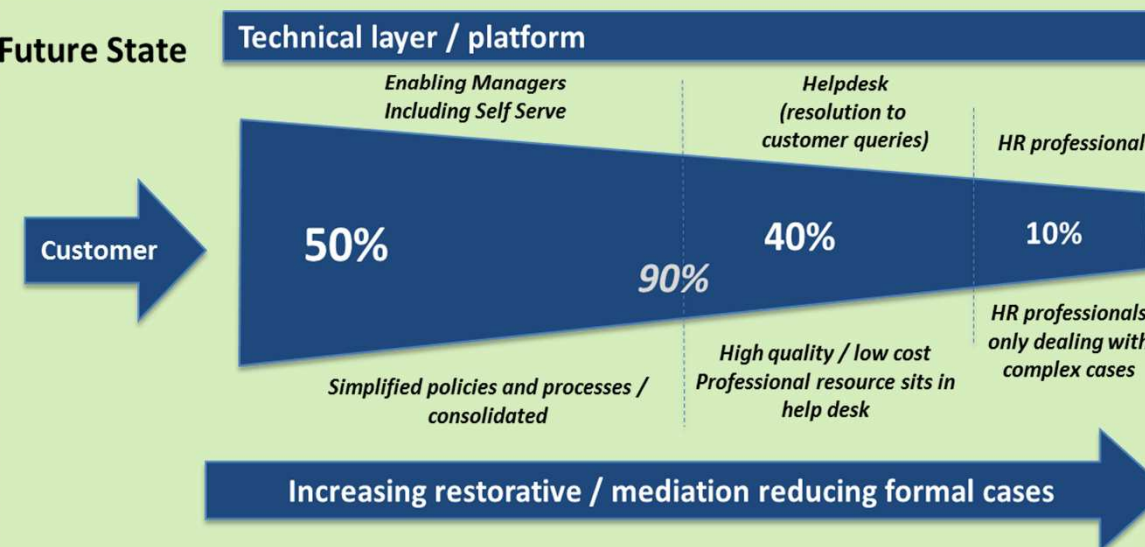 Future State
Technical layer / platform
Enabling Managers
Including Self Serve
Helpdesk
(resolution to
customer queries)
HR professional
Customer
50%
90%
40%
10%
Simplified policies and processes /
consolidated
High quality / low cost
Professional resource sits in
help desk
HR professionals
only dealing with
complex cases
Increasing restorative / mediation reducing formal cases